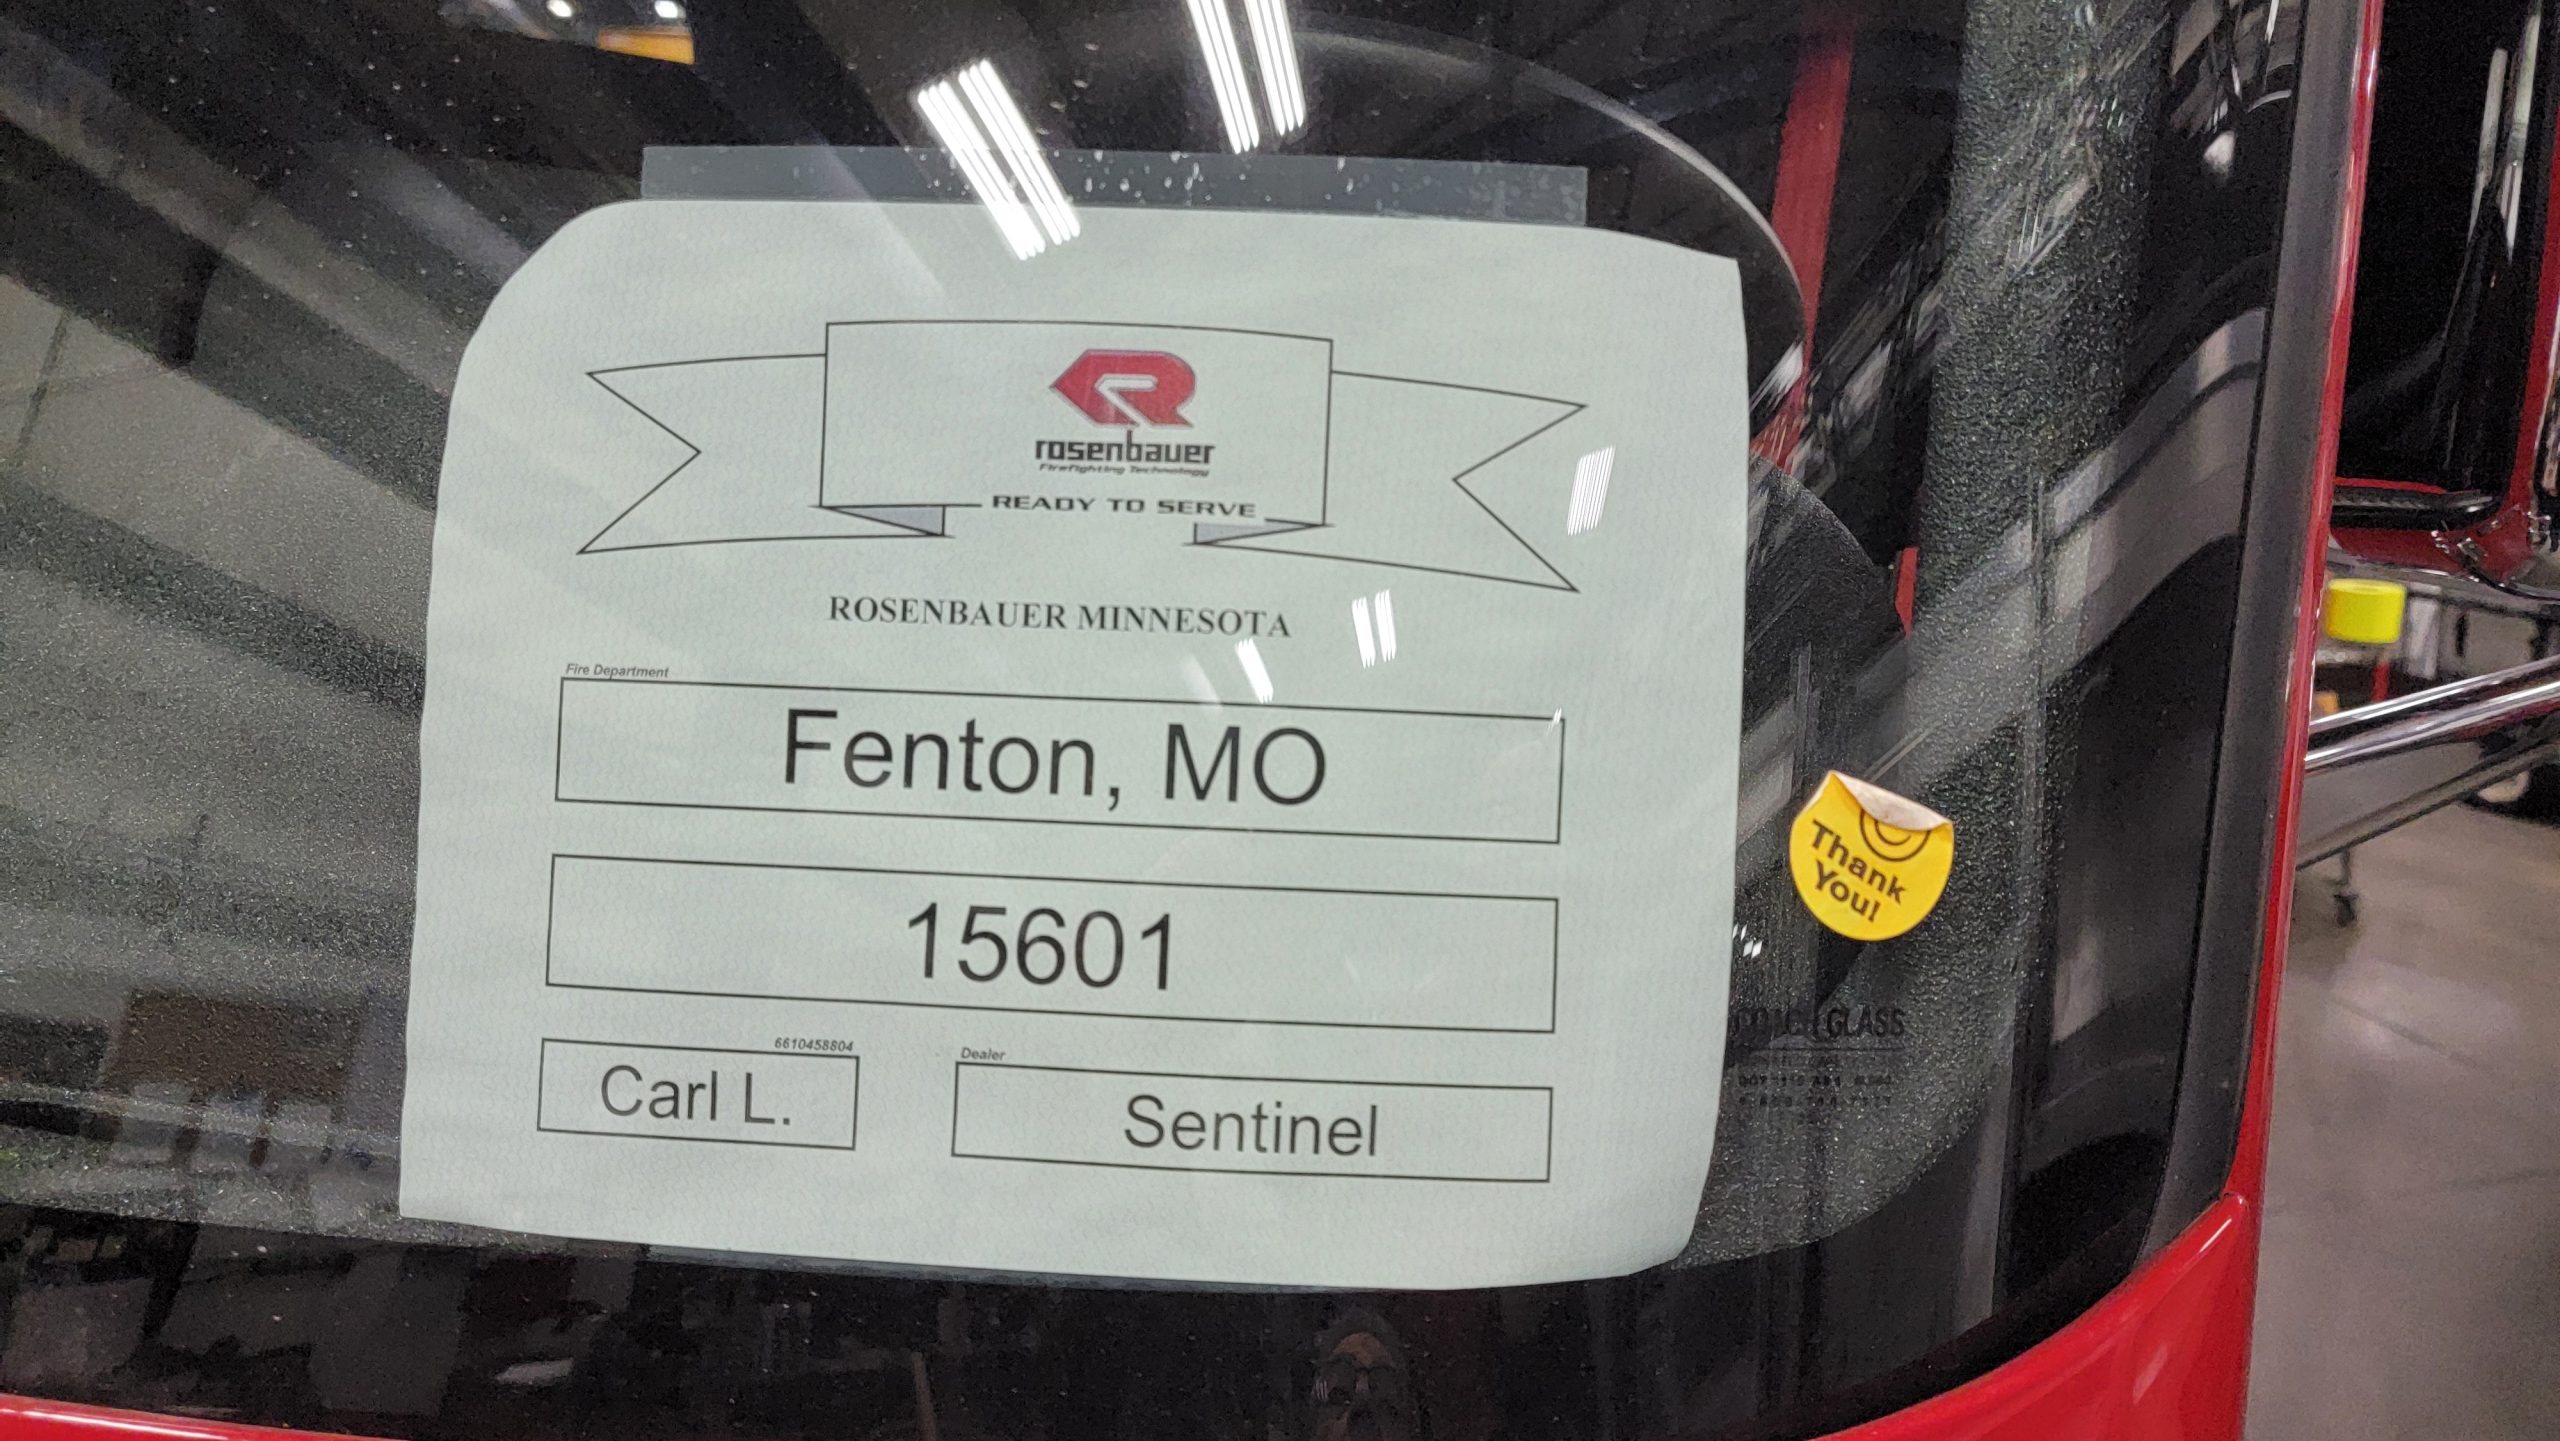 rosenbauer
Firefighting Technology
READY TO SERVE
ROSENBAUER MINNESOTA
Fire Department
Fenton, MO
15601
6610458804
Carl L.
Dealer
Sentinel
Thank
You!
GLASS